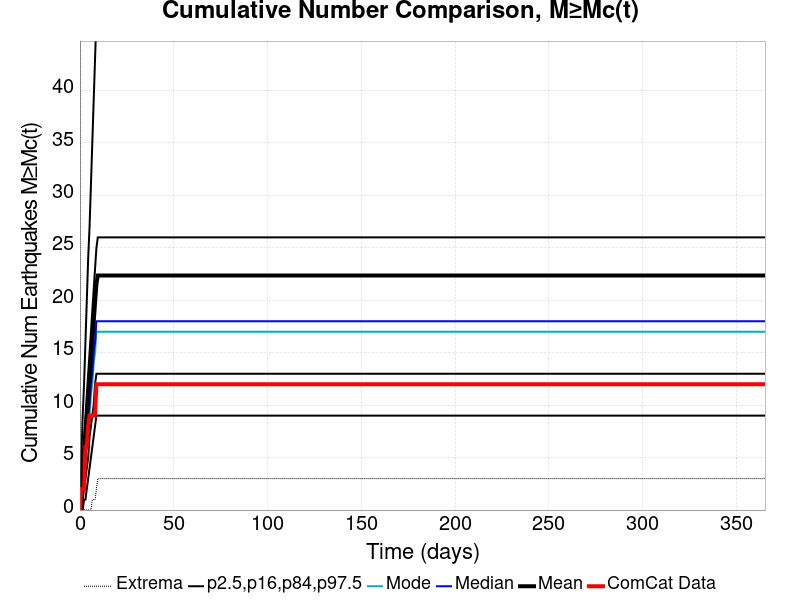 Cumulative Number Comparison, M≥Mc(t)
Cumulative Num Earthquakes M≥Mc(t)
40
35
30
25
20
15
10
5
0
0 50 100 150 200 250 300 350
Time (days)
Extrema p2.5,p16,p84,p97.5 Mode Median Mean ComCat Data